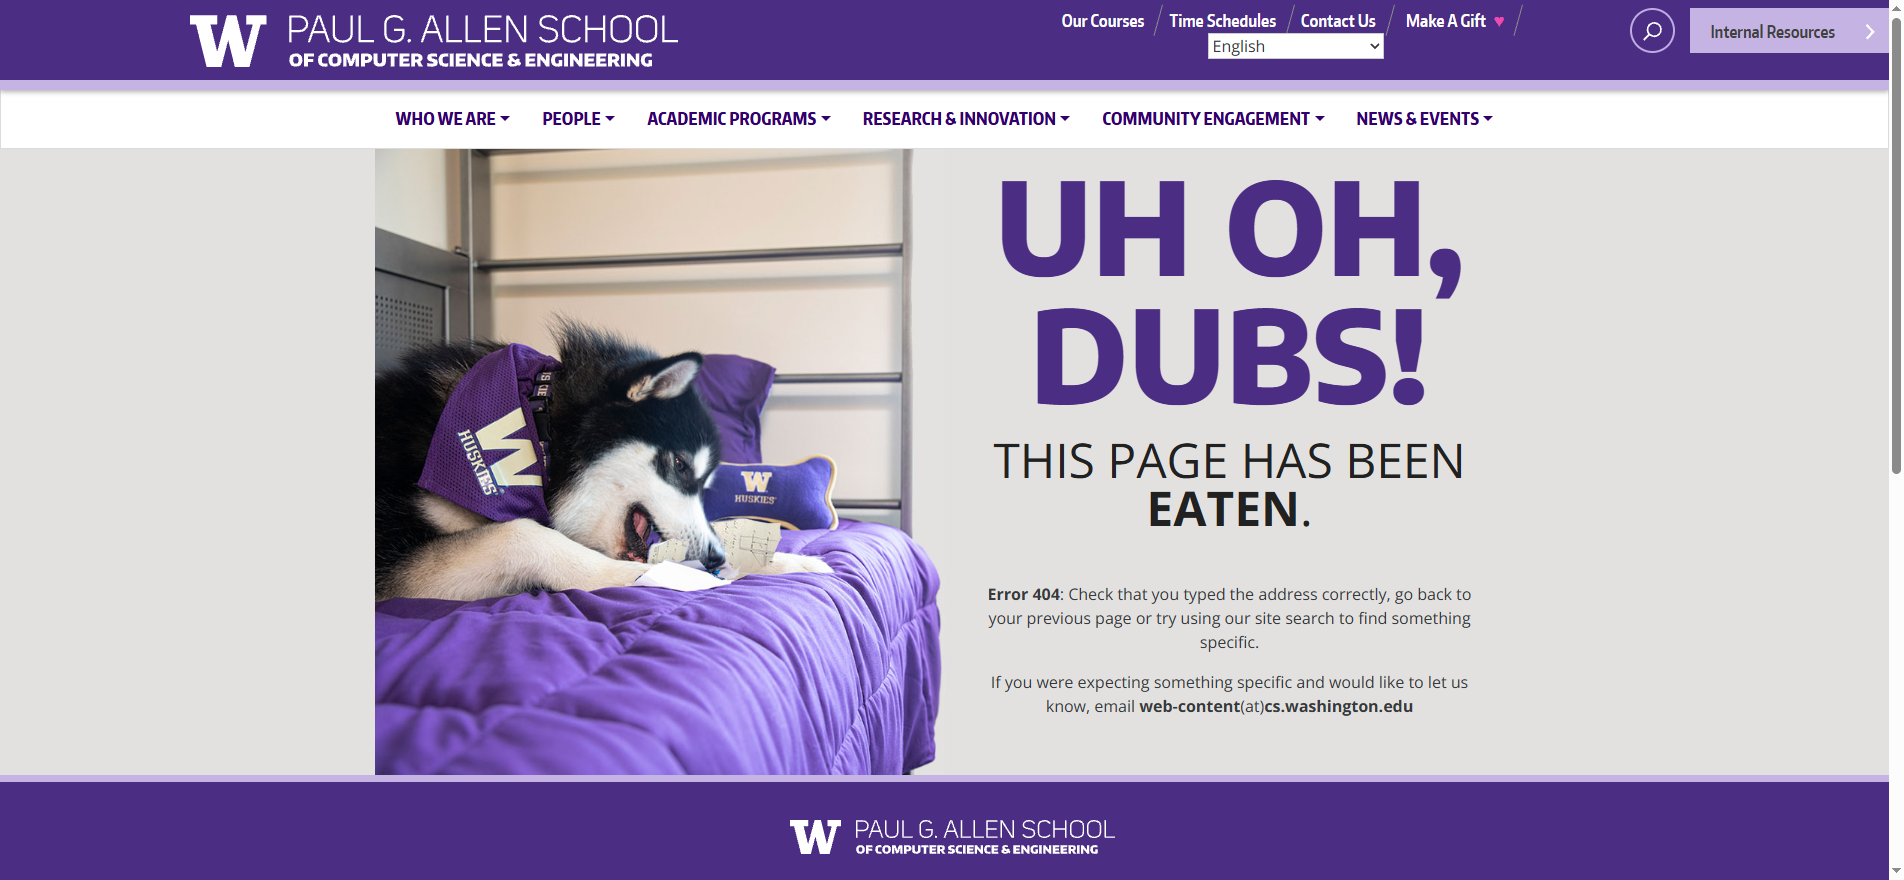 W PAUL G. ALLEN SCHOOL
OF COMPUTER SCIENCE & ENGINEERING
Our Courses
Time Schedules
Contact Us
Make A Gift ♥
English
Internal Resources
WHO WE ARE
PEOPLE
ACADEMIC PROGRAMS
RESEARCH & INNOVATION
COMMUNITY ENGAGEMENT
NEWS & EVENTS
W
HUSKIES
W
HUSKIES
UH OH,
DUBS!
THIS PAGE HAS BEEN
EATEN.
Error 404: Check that you typed the address correctly, go back to
your previous page or try using our site search to find something
specific.
If you were expecting something specific and would like to let us
know, email web-content(at)cs.washington.edu
W PAUL G. ALLEN SCHOOL
OF COMPUTER SCIENCE & ENGINEERING